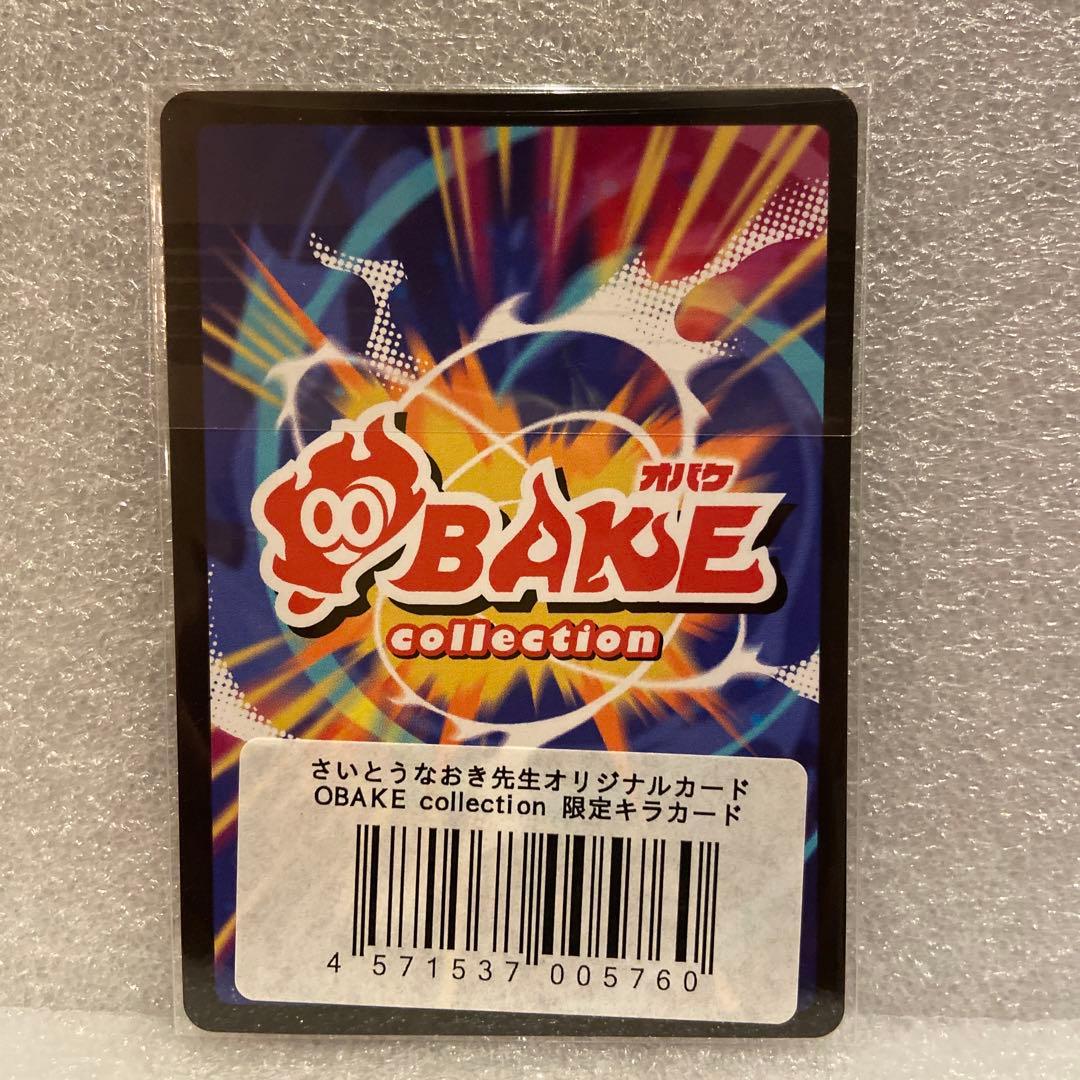 オバケ
OBAKE
collection
さいとうなおき先生オリジナルカード
OBAKE collection 限定キラカード
4 571537 005760